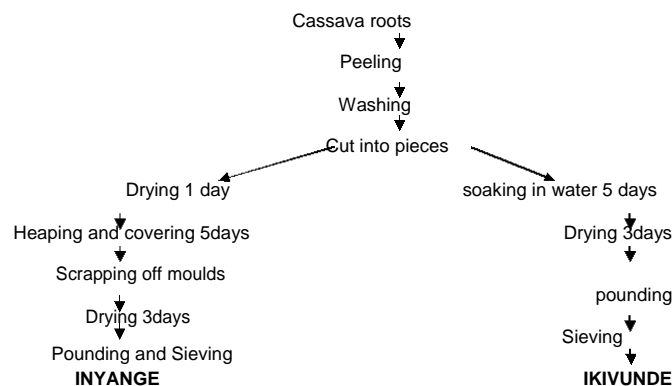 Cassava roots
Peeling
Washing
Cut into pieces
Drying 1 day
Heaping and covering 5days
Scrapping off moulds
Drying 3days
Pounding and Sieving
INYANGE
soaking in water 5 days
Drying 3days
pounding
Sieving
IKIVUNDE